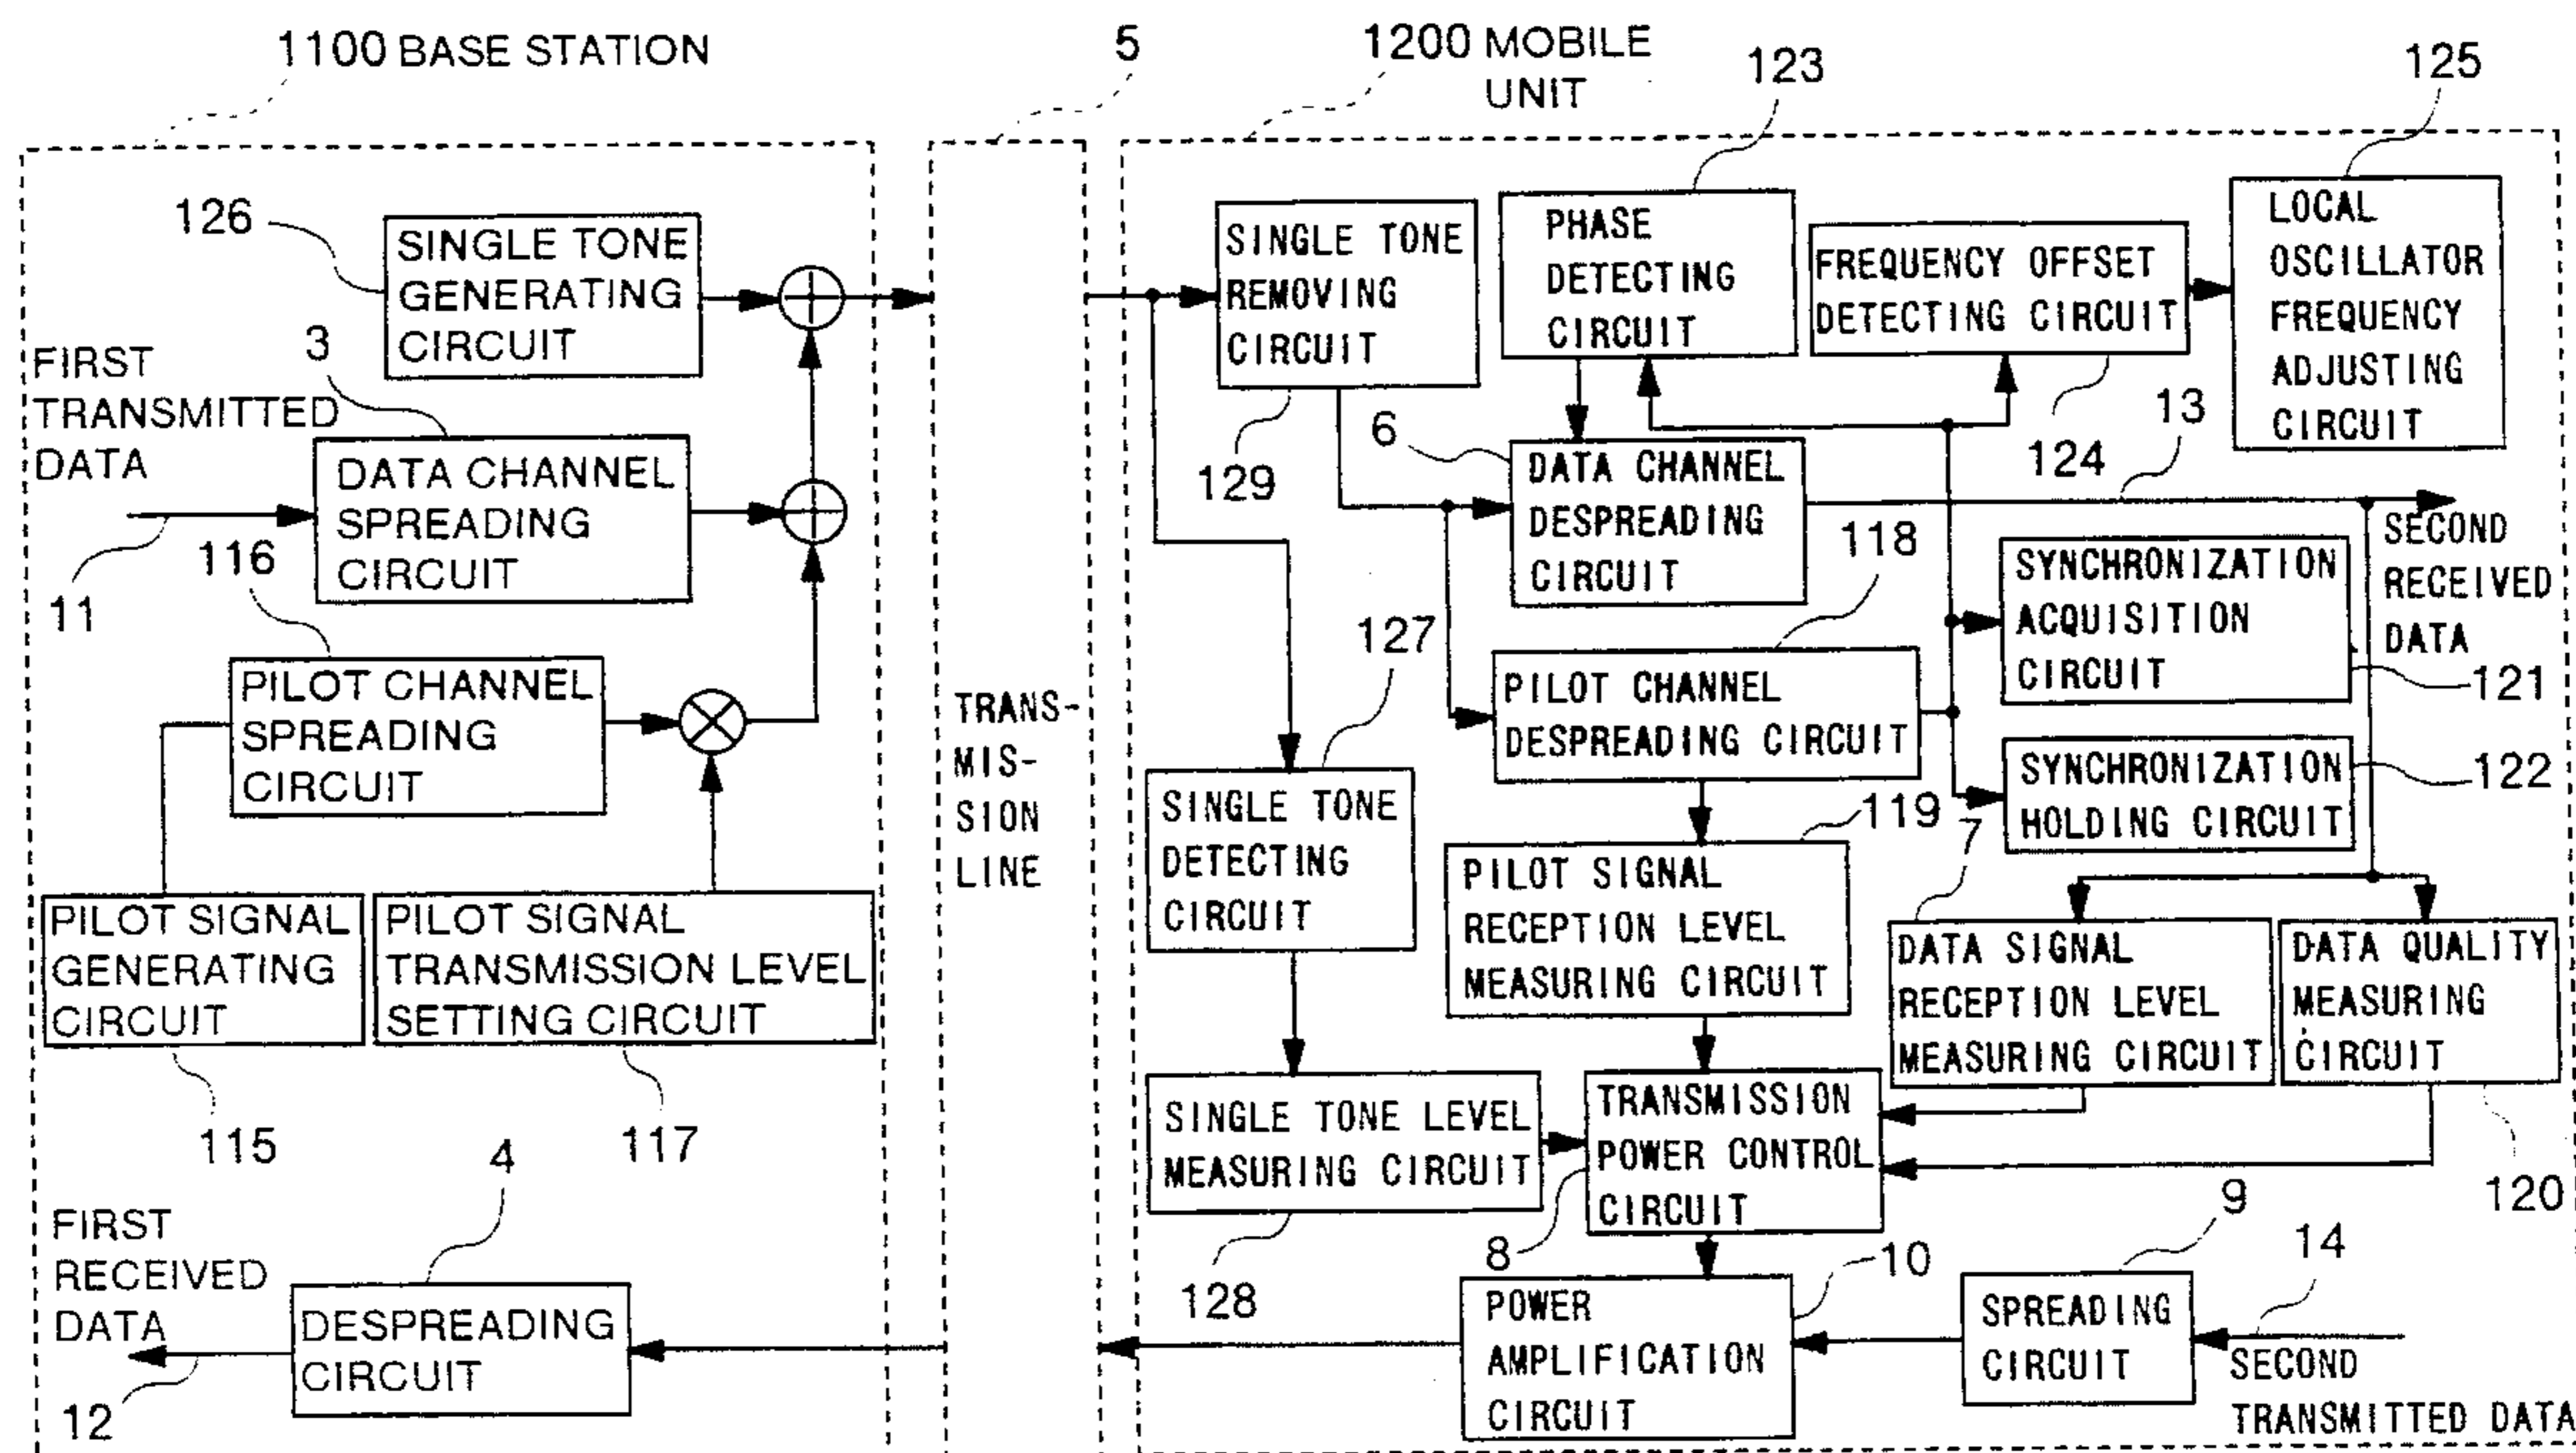 1100 BASE STATION
5
1200 MOBILE
UNIT
123
125
126
SINGLE TONE
GENERATING
CIRCUIT
FIRST
TRANSMITTED
DATA
3
DATA CHANNEL
SPREADING
CIRCUIT
11
116
PILOT CHANNEL
SPREADING
CIRCUIT
PILOT SIGNAL
GENERATING
CIRCUIT
PILOT SIGNAL
TRANSMISSION LEVEL
SETTING CIRCUIT
115
117
4
FIRST
RECEIVED
DATA
12
DESPREADING
CIRCUIT
TRANS-
MIS-
SION
LINE
SINGLE TONE
REMOVING
CIRCUIT
129
PHASE
DETECTING
CIRCUIT
FREQUENCY OFFSET
DETECTING CIRCUIT
124
LOCAL
OSCILLATOR
FREQUENCY
ADJUSTING
CIRCUIT
13
6
DATA CHANNEL
DESPREADING
CIRCUIT
118
SECOND
RECEIVED
DATA
SYNCHRONIZATION
ACQUISITION
CIRCUIT
121
127
PILOT CHANNEL
DESPREADING CIRCUIT
SYNCHRONIZATION
HOLDING CIRCUIT
122
119
7
SINGLE TONE
DETECTING
CIRCUIT
PILOT SIGNAL
RECEPTION LEVEL
MEASURING CIRCUIT
DATA SIGNAL
RECEPTION LEVEL
MEASURING CIRCUIT
DATA QUALITY
MEASURING
CIRCUIT
120
SINGLE TONE LEVEL
MEASURING CIRCUIT
128
TRANSMISSION
POWER CONTROL
CIRCUIT
8
10
9
14
POWER
AMPLIFICATION
CIRCUIT
SPREADING
CIRCUIT
SECOND
TRANSMITTED DATA